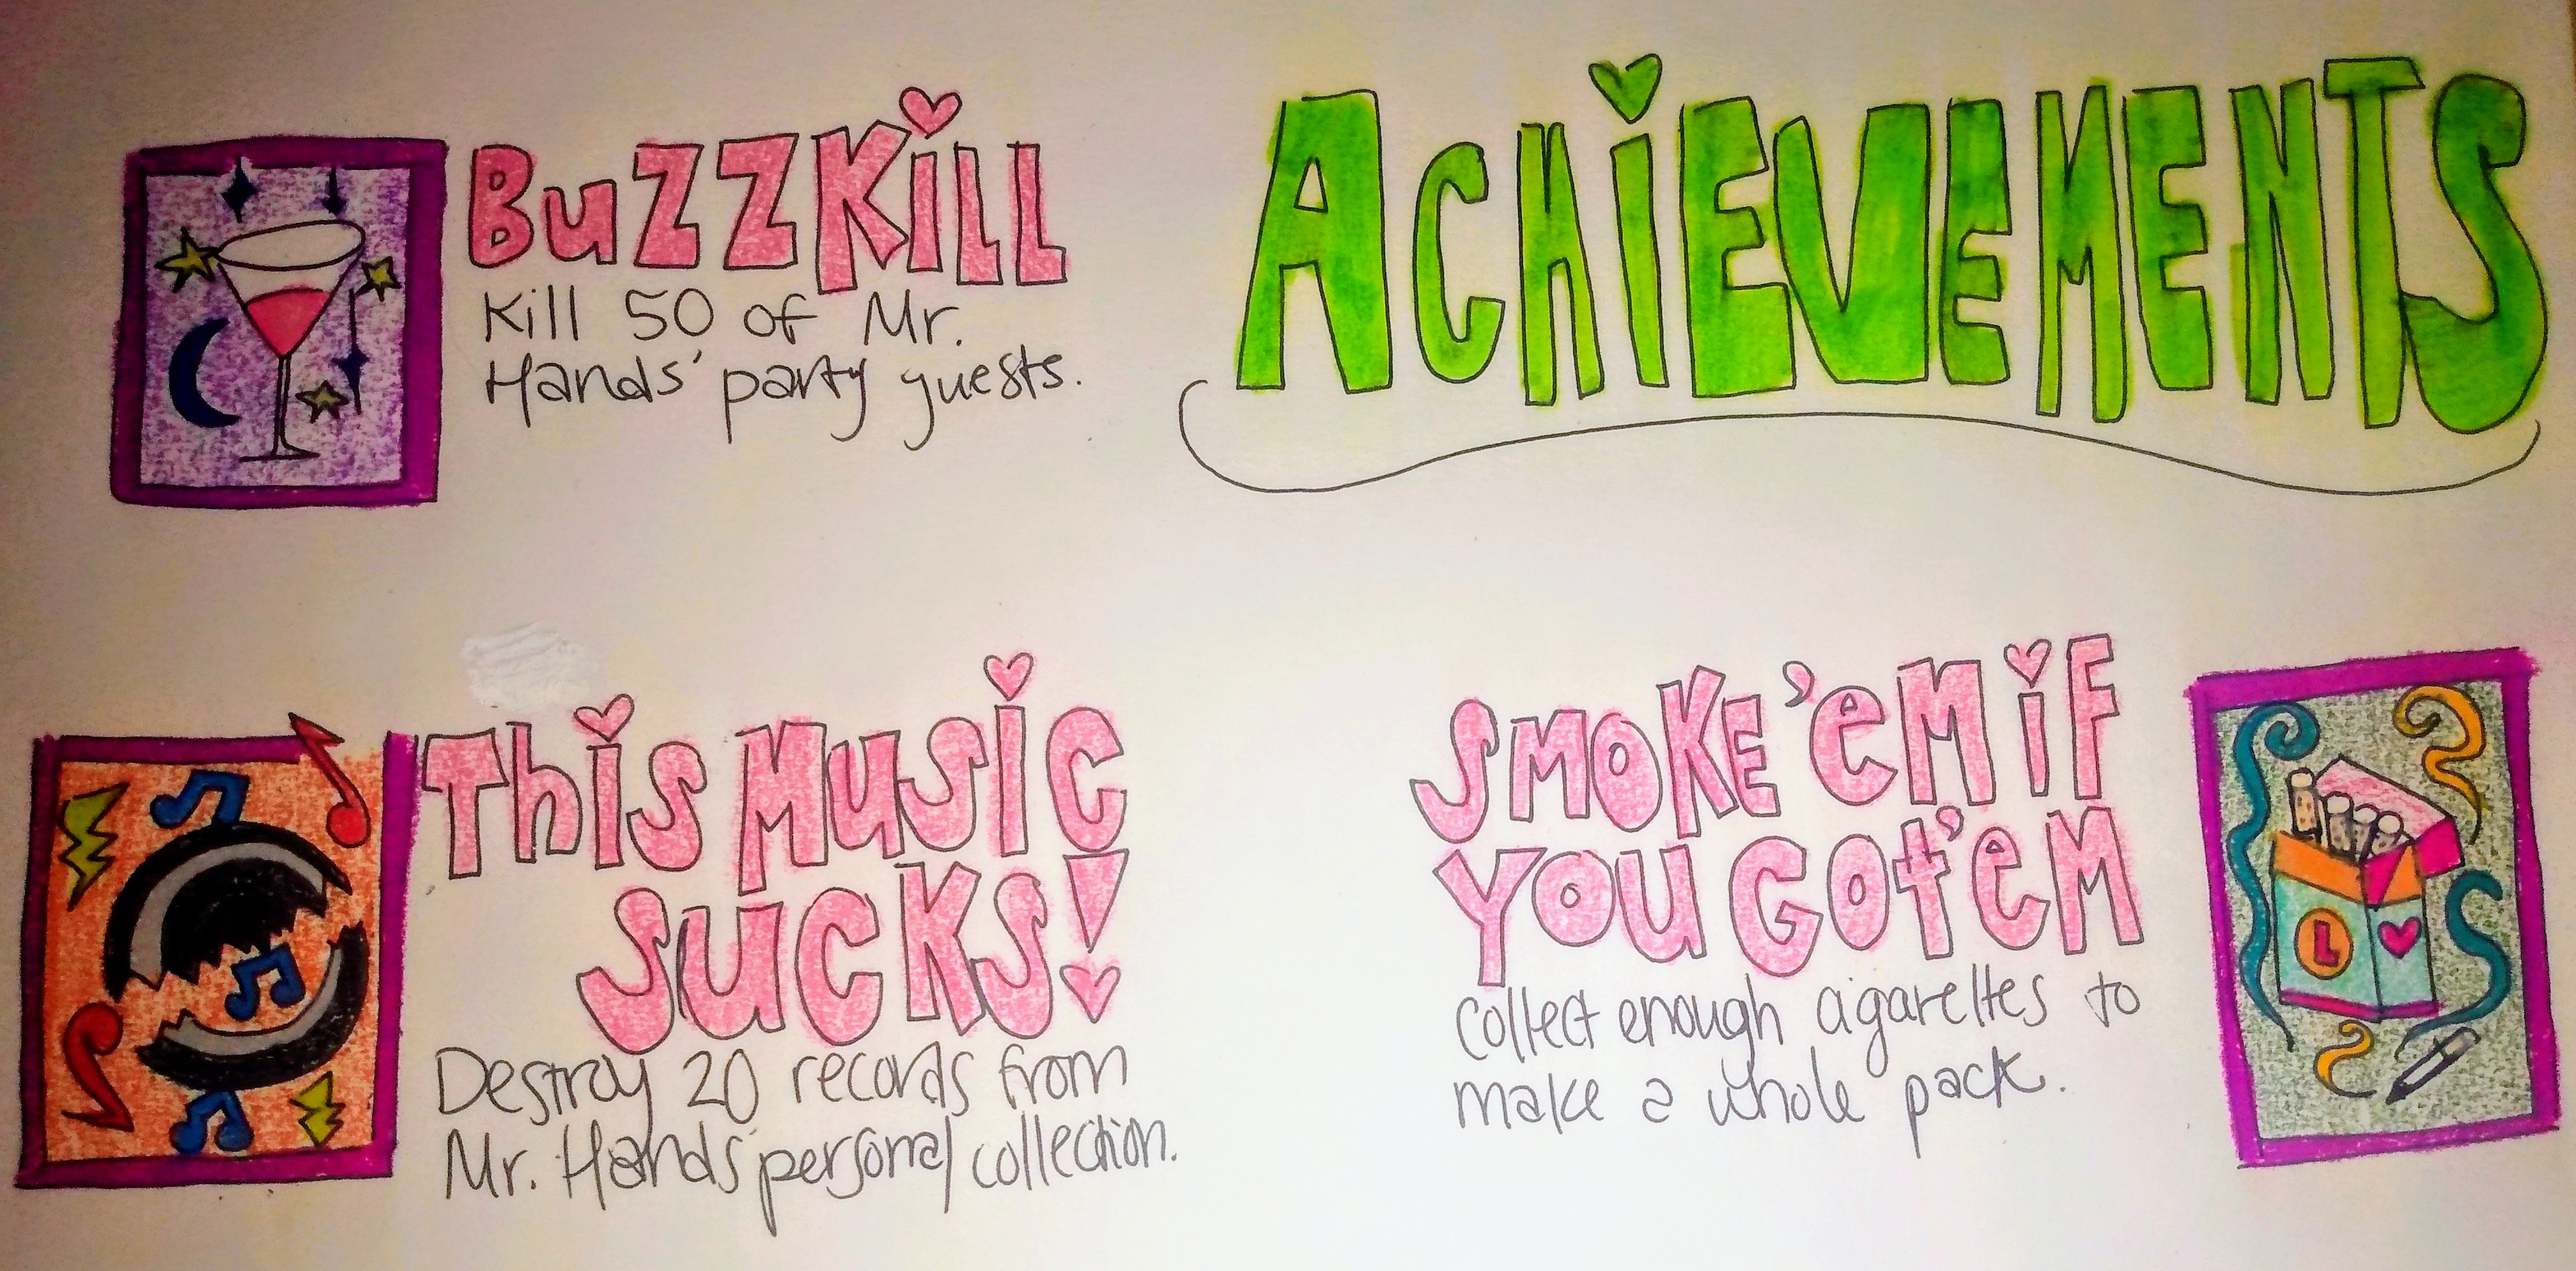 ACHiEVEMENTS
BuZZKiLL
Kill 50 of Mr.
Hands' party guests.
This Music
SUCKS!
Destroy 20 records from
Mr. Hands' personal collection.
SMOKE 'eM iF
YOU GOt 'eM
Collect enough cigarettes to
make a whole pack.
L